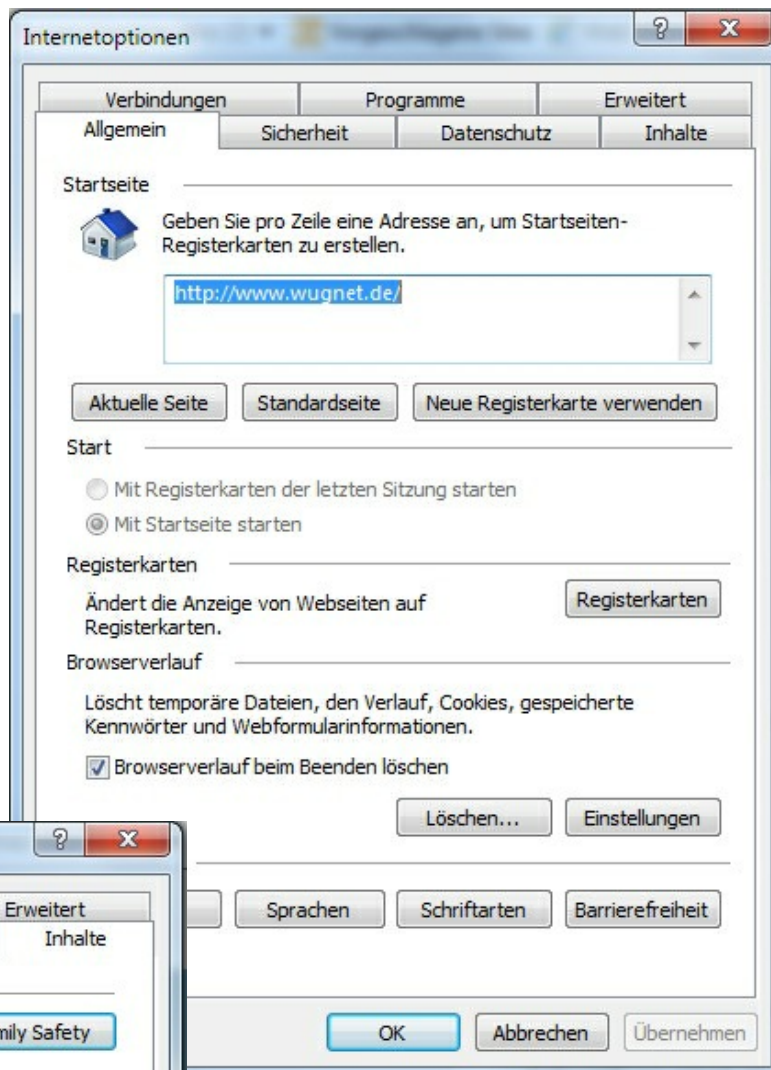 Internetoptionen
Verbindungen Programme Erweitert
Allgemein Sicherheit Datenschutz Inhalte
Startseite
Geben Sie pro Zeile eine Adresse an, um Startseiten-
Registerkarten zu erstellen.
http://www.wugnet.de/
Aktuelle Seite Standardseite Neue Registerkarte verwenden
Start
Mit Registerkarten der letzten Sitzung starten
Mit Startseite starten
Registerkarten
Ändert die Anzeige von Webseiten auf
Registerkarten.
Registerkarten
Browserverlauf
Löscht temporäre Dateien, den Verlauf, Cookies, gespeicherte
Kennwörter und Webformularinformationen.
Browserverlauf beim Beenden löschen
Löschen... Einstellungen
Sprachen Schriftarten Barrierefreiheit
OK Abbrechen Übernehmen
Erweitert
Inhalte
Safety